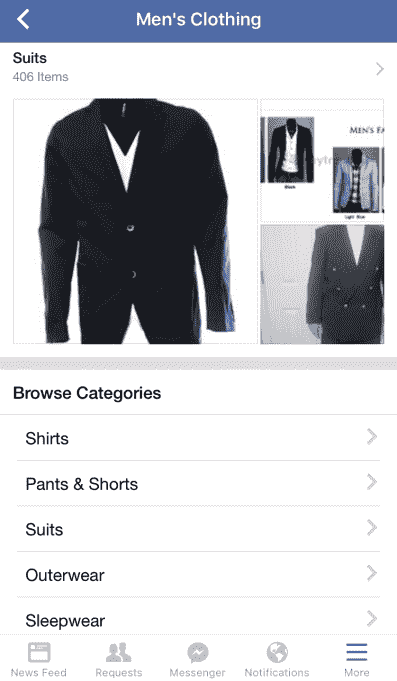 Men's Clothing
Suits
406 Items
MEN'S
Black
Light Blue
Browse Categories
Shirts
Pants & Shorts
Suits
Outerwear
Sleepwear
News Feed
Requests
Messenger
Notifications
More